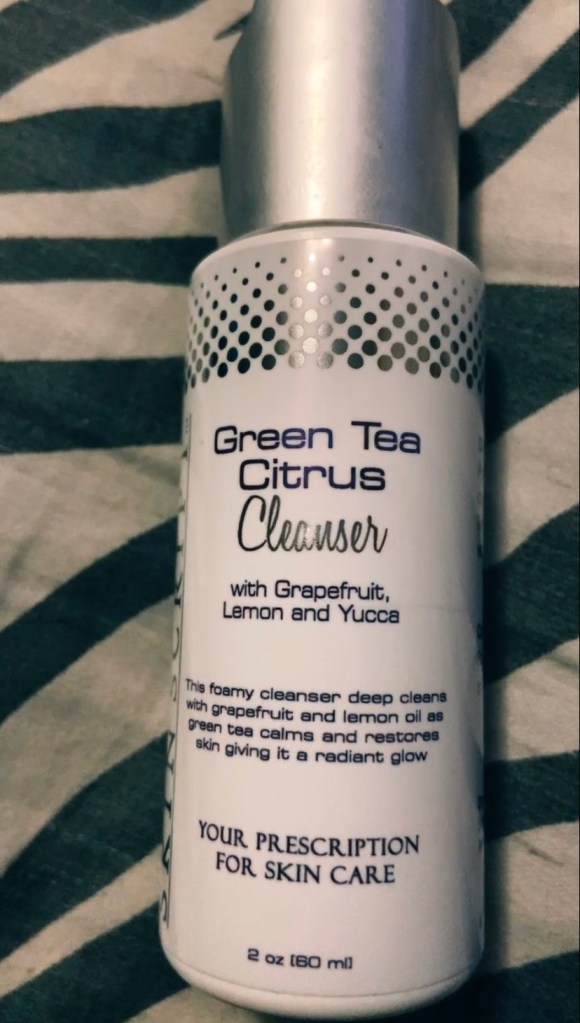 Green Tea
Citrus
Cleanser
with Grapefruit,
Lemon and Yucca
This foamy cleanser deep cleans
with grapefruit and lemon oil as
green tea calms and restores
skin giving it a radiant glow
YOUR PRESCRIPTION
FOR SKIN CARE
2 oz (60 ml)